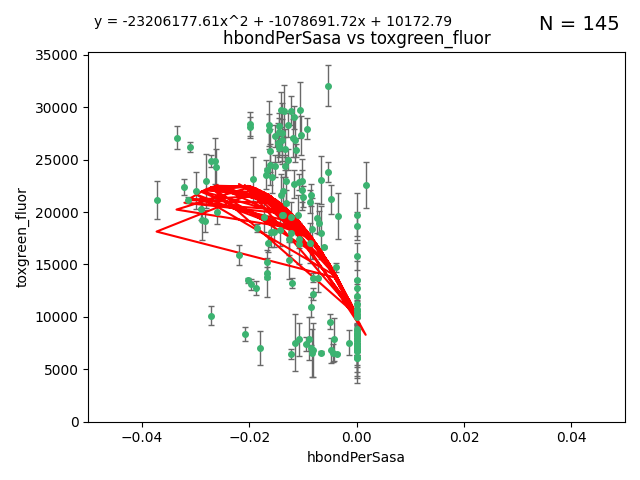 y = -23206177.61x^2 + -1078691.72x + 10172.79
N = 145
hbondPerSasa vs toxgreen_fluor
35000
30000
25000
20000
15000
10000
5000
0
toxgreen_fluor
−0.04
−0.02
0.00
0.02
0.04
hbondPerSasa